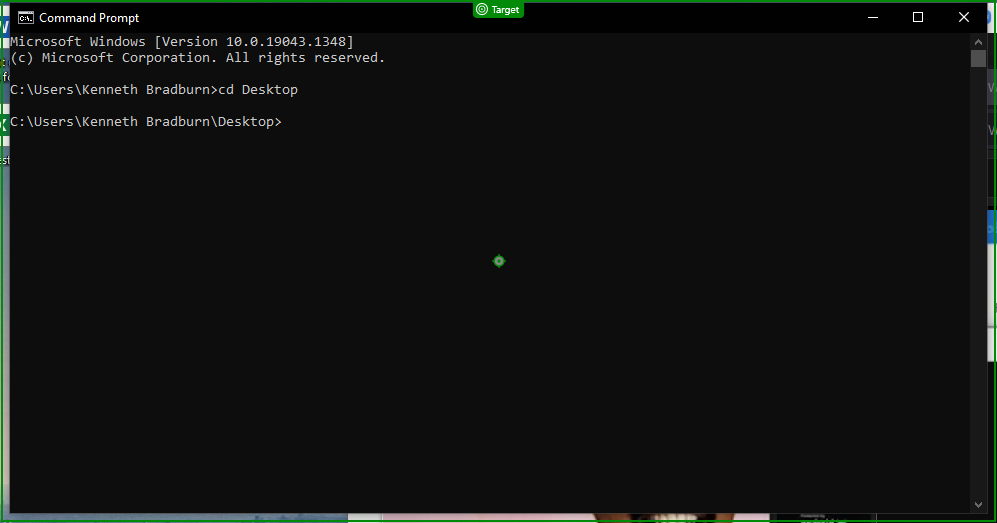 Target
Command Prompt
Microsoft Windows [Version 10.0.19043.1348]
(c) Microsoft Corporation. All rights reserved.
C:\Users\Kenneth Bradburn>cd Desktop
C:\Users\Kenneth Bradburn\Desktop>